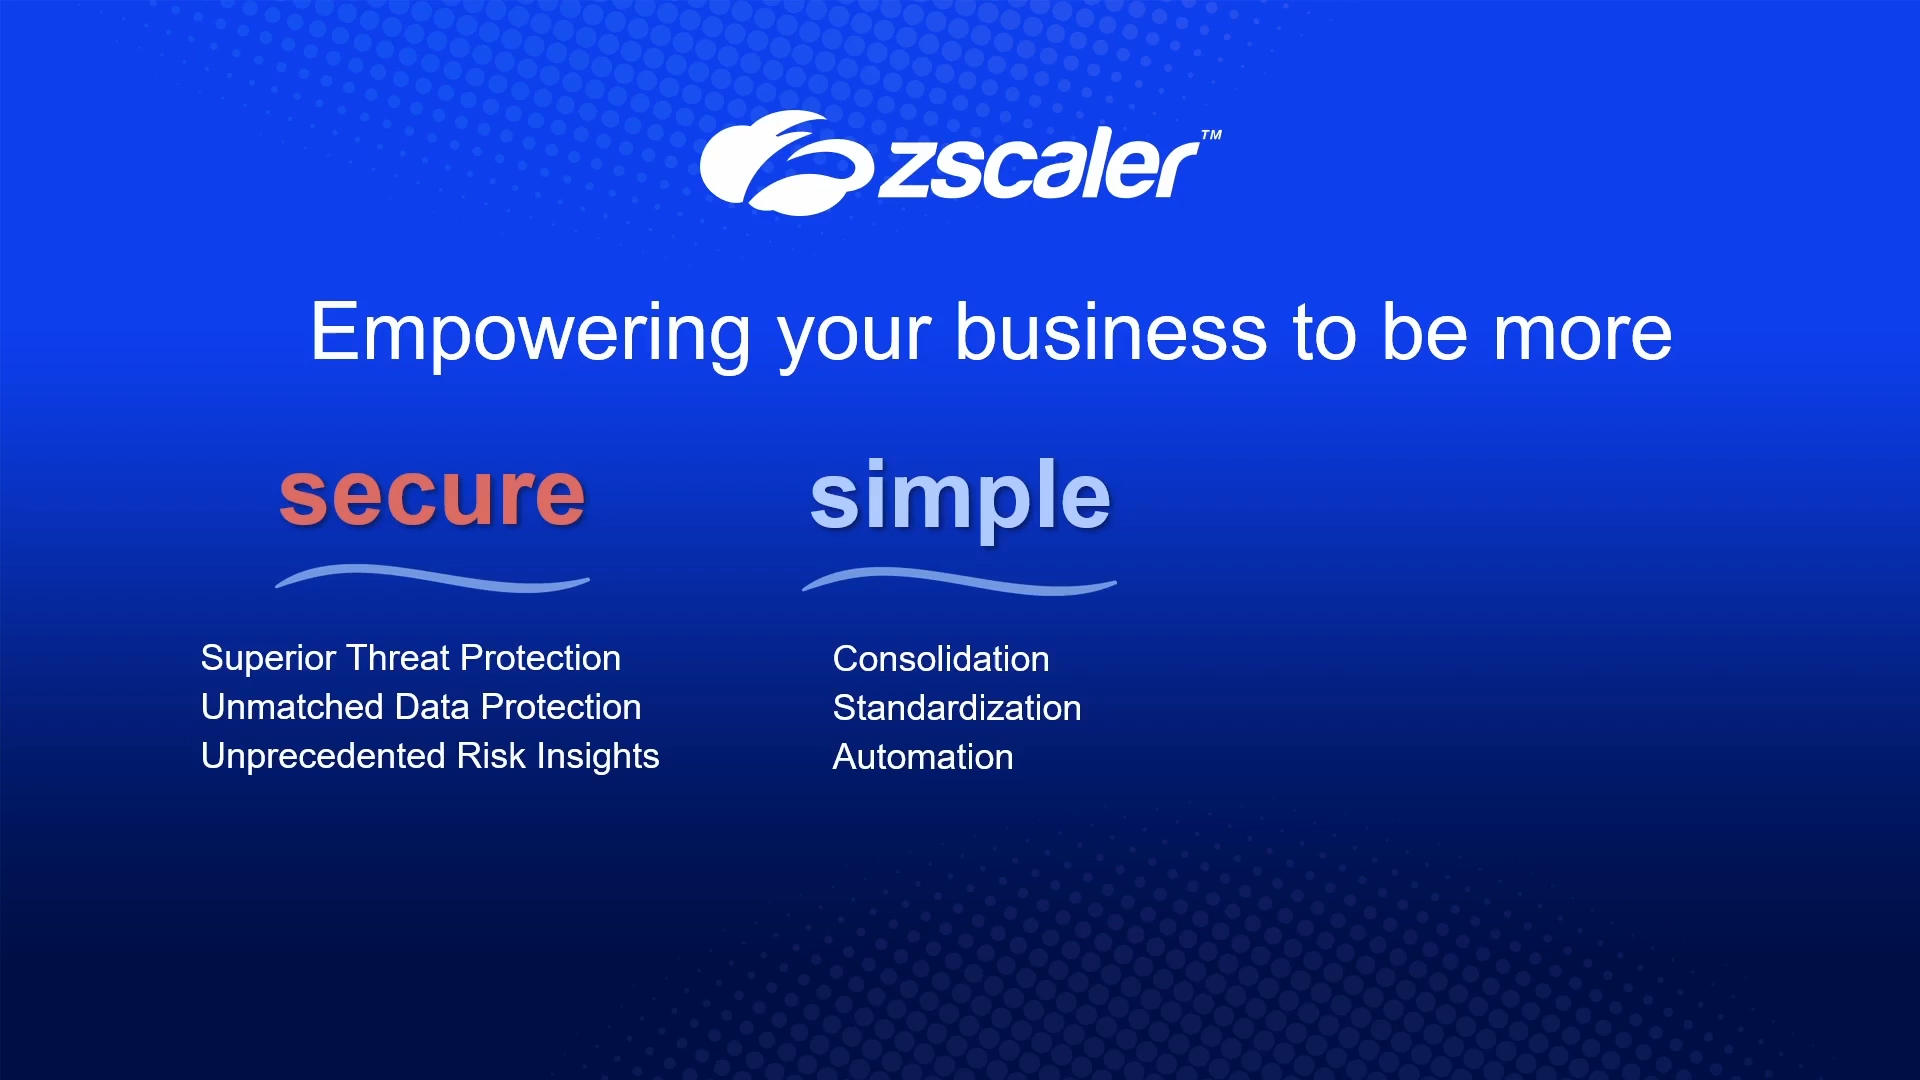 zscaler™
Empowering your business to be more
secure
Superior Threat Protection
Unmatched Data Protection
Unprecedented Risk Insights
simple
Consolidation
Standardization
Automation